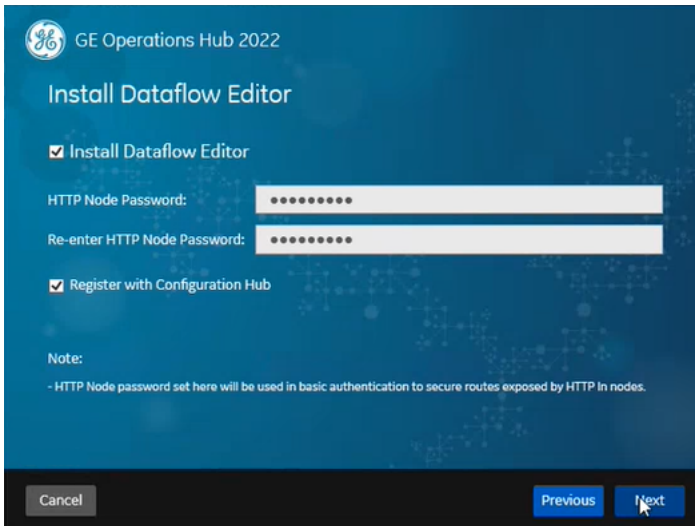 GE Operations Hub 2022
Install Dataflow Editor
Install Dataflow Editor
HTTP Node Password: ●●●●●●●●●
Re-enter HTTP Node Password: ●●●●●●●●●
Register with Configuration Hub
Note:
- HTTP Node password set here will be used in basic authentication to secure routes exposed by HTTP In nodes.
Cancel Previous Next